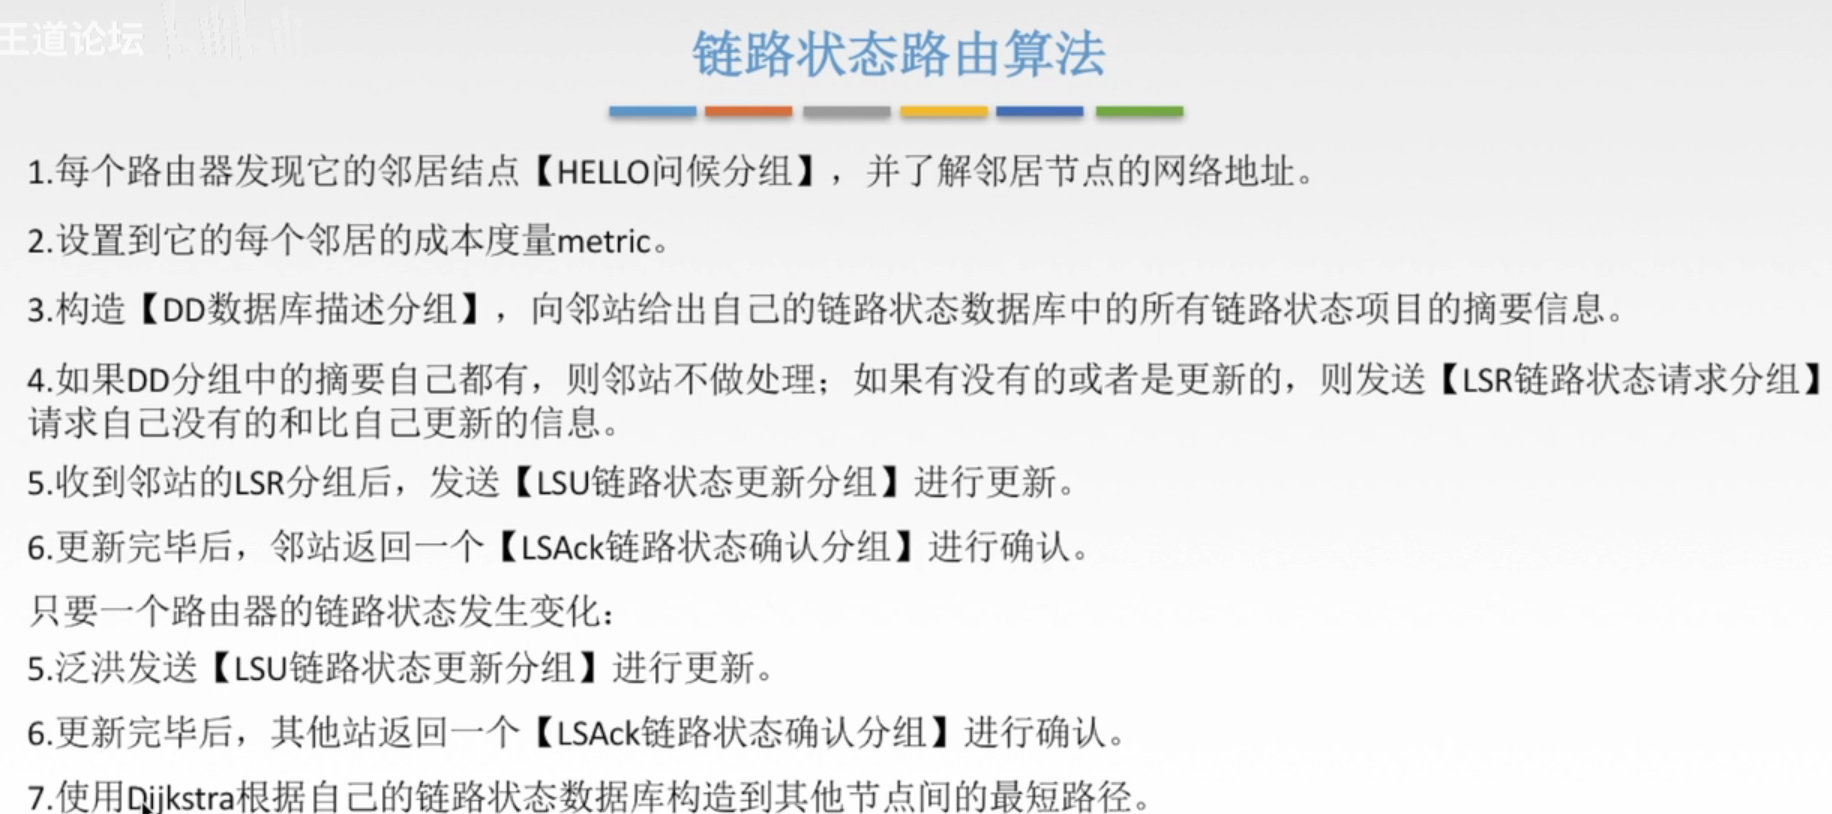 王道论坛
链路状态路由算法
1.每个路由器发现它的邻居结点【HELLO问候分组】，并了解邻居节点的网络地址。
2.设置到它的每个邻居的成本度量metric。
3.构造【DD数据库描述分组】，向邻站给出自己的链路状态数据库中的所有链路状态项目的摘要信息。
4.如果DD分组中的摘要自己都有，则邻站不做处理；如果有没有的或者是更新的，则发送【LSR链路状态请求分组】
请求自己没有的和比自己更新的信息。
5.收到邻站的LSR分组后，发送【LSU链路状态更新分组】进行更新。
6.更新完毕后，邻站返回一个【LSAck链路状态确认分组】进行确认。
只要一个路由器的链路状态发生变化：
5.泛洪发送【LSU链路状态更新分组】进行更新。
6.更新完毕后，其他站返回一个【LSAck链路状态确认分组】进行确认。
7.使用Dijkstra根据自己的链路状态数据库构造到其他节点间的最短路径。